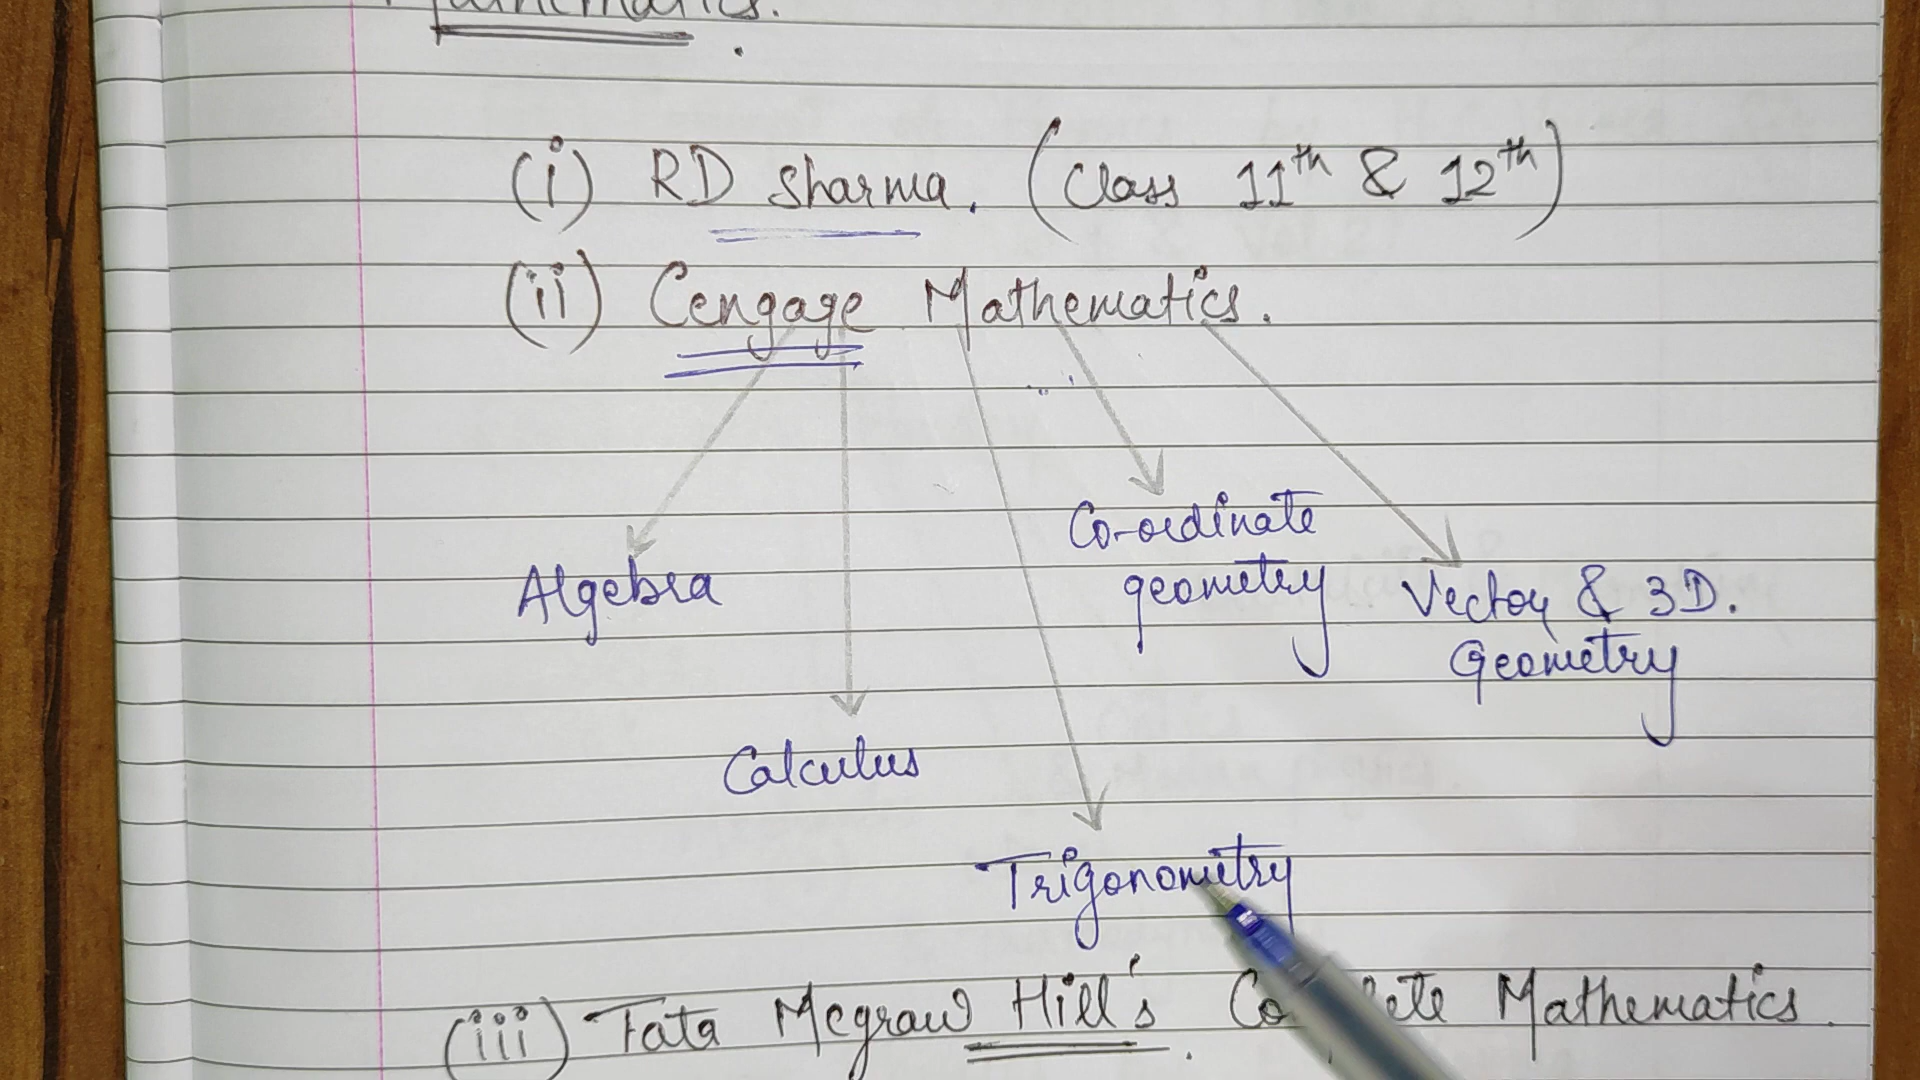 Mathematics.
(i) RD Sharma. (Class 11th & 12th)
(ii) Cengage Mathematics.
Co-ordinate
geometry
Algebra
Vector & 3D.
Geometry
Calculus
Trigonometry
(iii) Tata Mcgraw Hill's Mathematics.